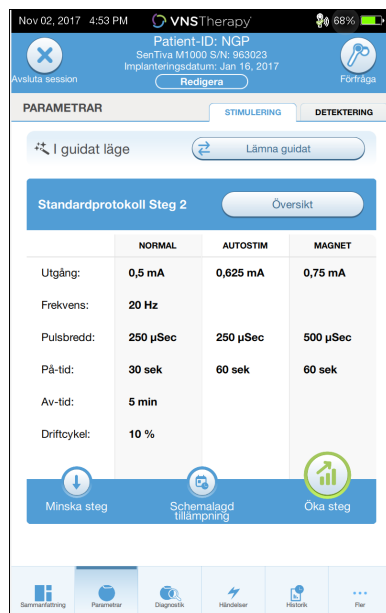 Nov 02, 2017 4:53 PM VNSTherapy 68%
Patient-ID: NGP
SenTiva M1000 S/N: 963023
Implanteringsdatum: Jan 16, 2017
Avsluta session Redigera Förfråga
PARAMETRAR STIMULERING DETEKTERING
I guidat läge Lämna guidat
Standardprotokoll Steg 2 Översikt
NORMAL AUTOSTIM MAGNET
Utgång: 0,5 mA 0,625 mA 0,75 mA
Frekvens: 20 Hz
Pulsbredd: 250 µSec 250 µSec 500 µSec
På-tid: 30 sek 60 sek 60 sek
Av-tid: 5 min
Driftcykel: 10 %
Minska steg Schemalagd Öka steg
tillämpning
Sammanfattning Parametrar Diagnostik Händelser Historik Fler